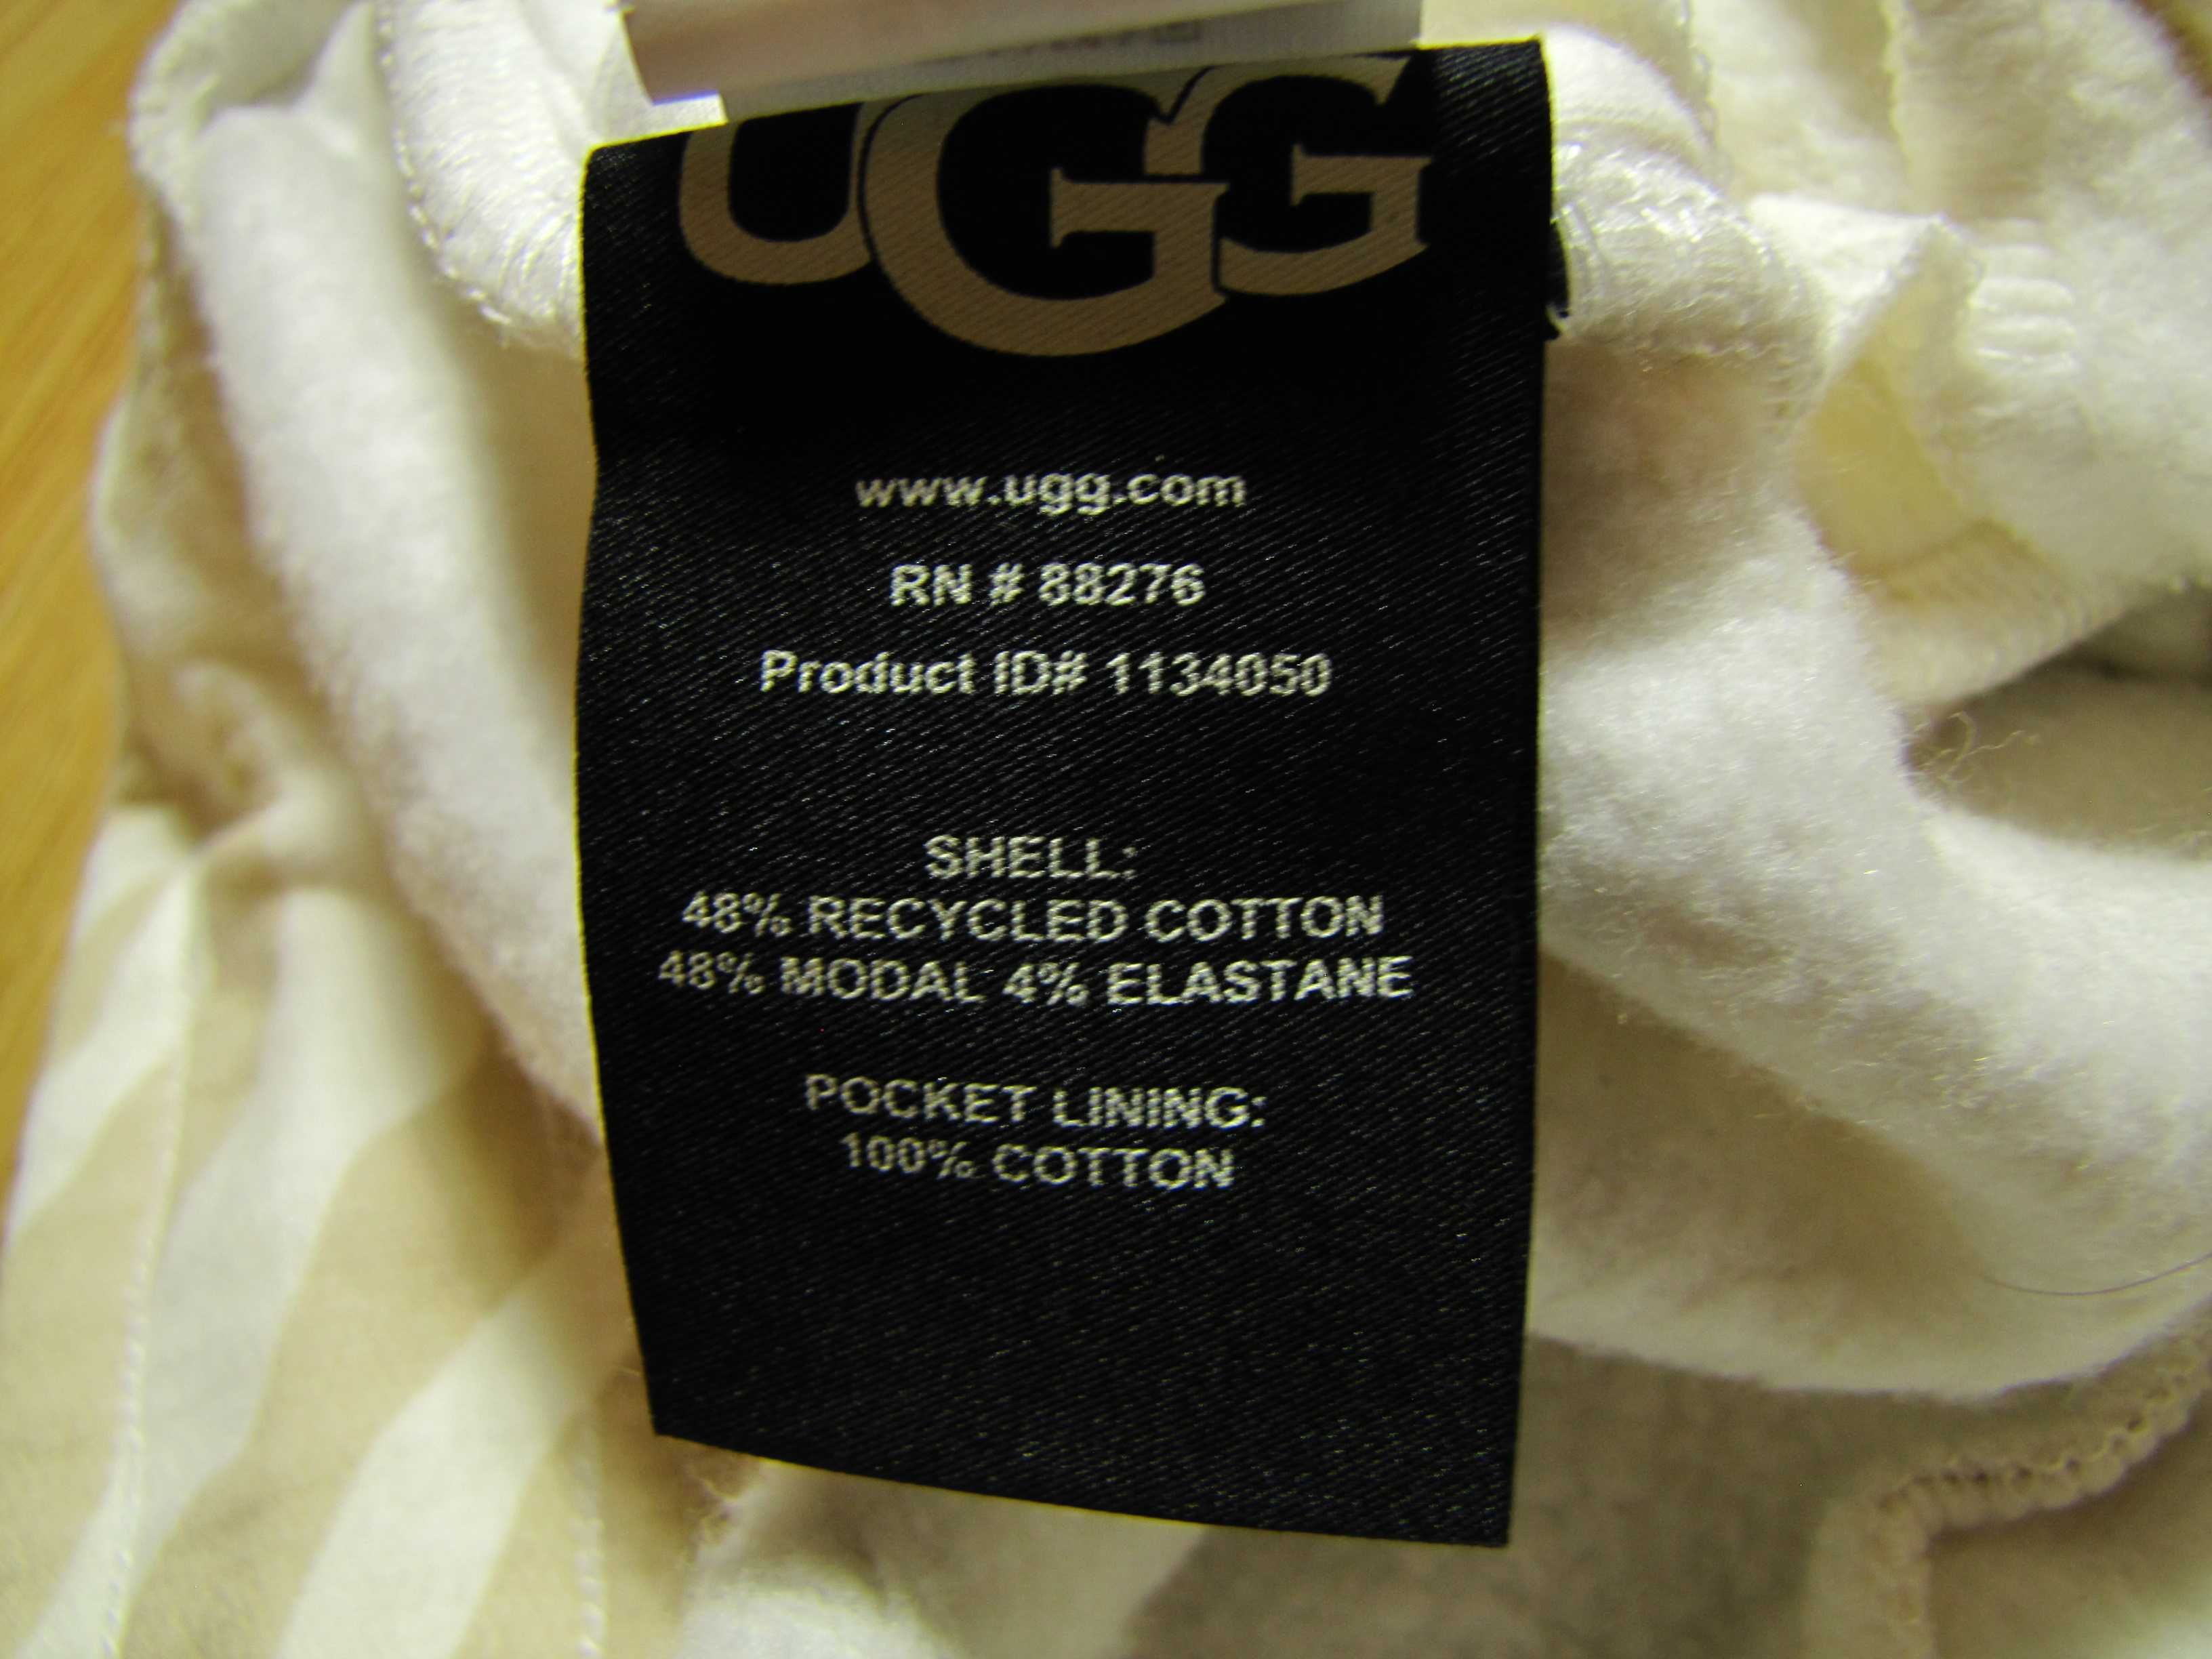 UGG
www.ugg.com
RN # 88276
Product ID# 1134050
SHELL:
48% RECYCLED COTTON
48% MODAL 4% ELASTANE
POCKET LINING:
100% COTTON